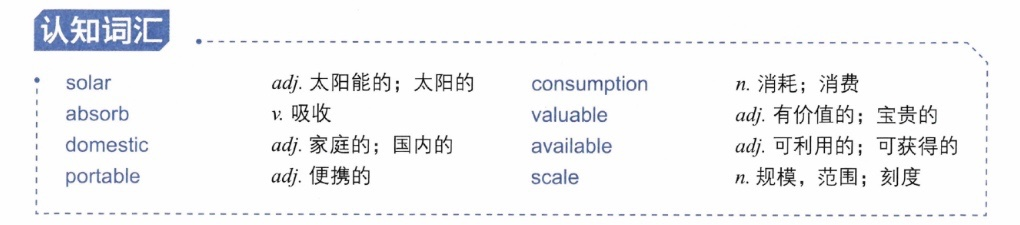 认知词汇
solar adj. 太阳能的；太阳的 consumption n. 消耗；消费
absorb v. 吸收 valuable adj. 有价值的；宝贵的
domestic adj. 家庭的；国内的 available adj. 可利用的；可获得的
portable adj. 便携的 scale n. 规模，范围；刻度